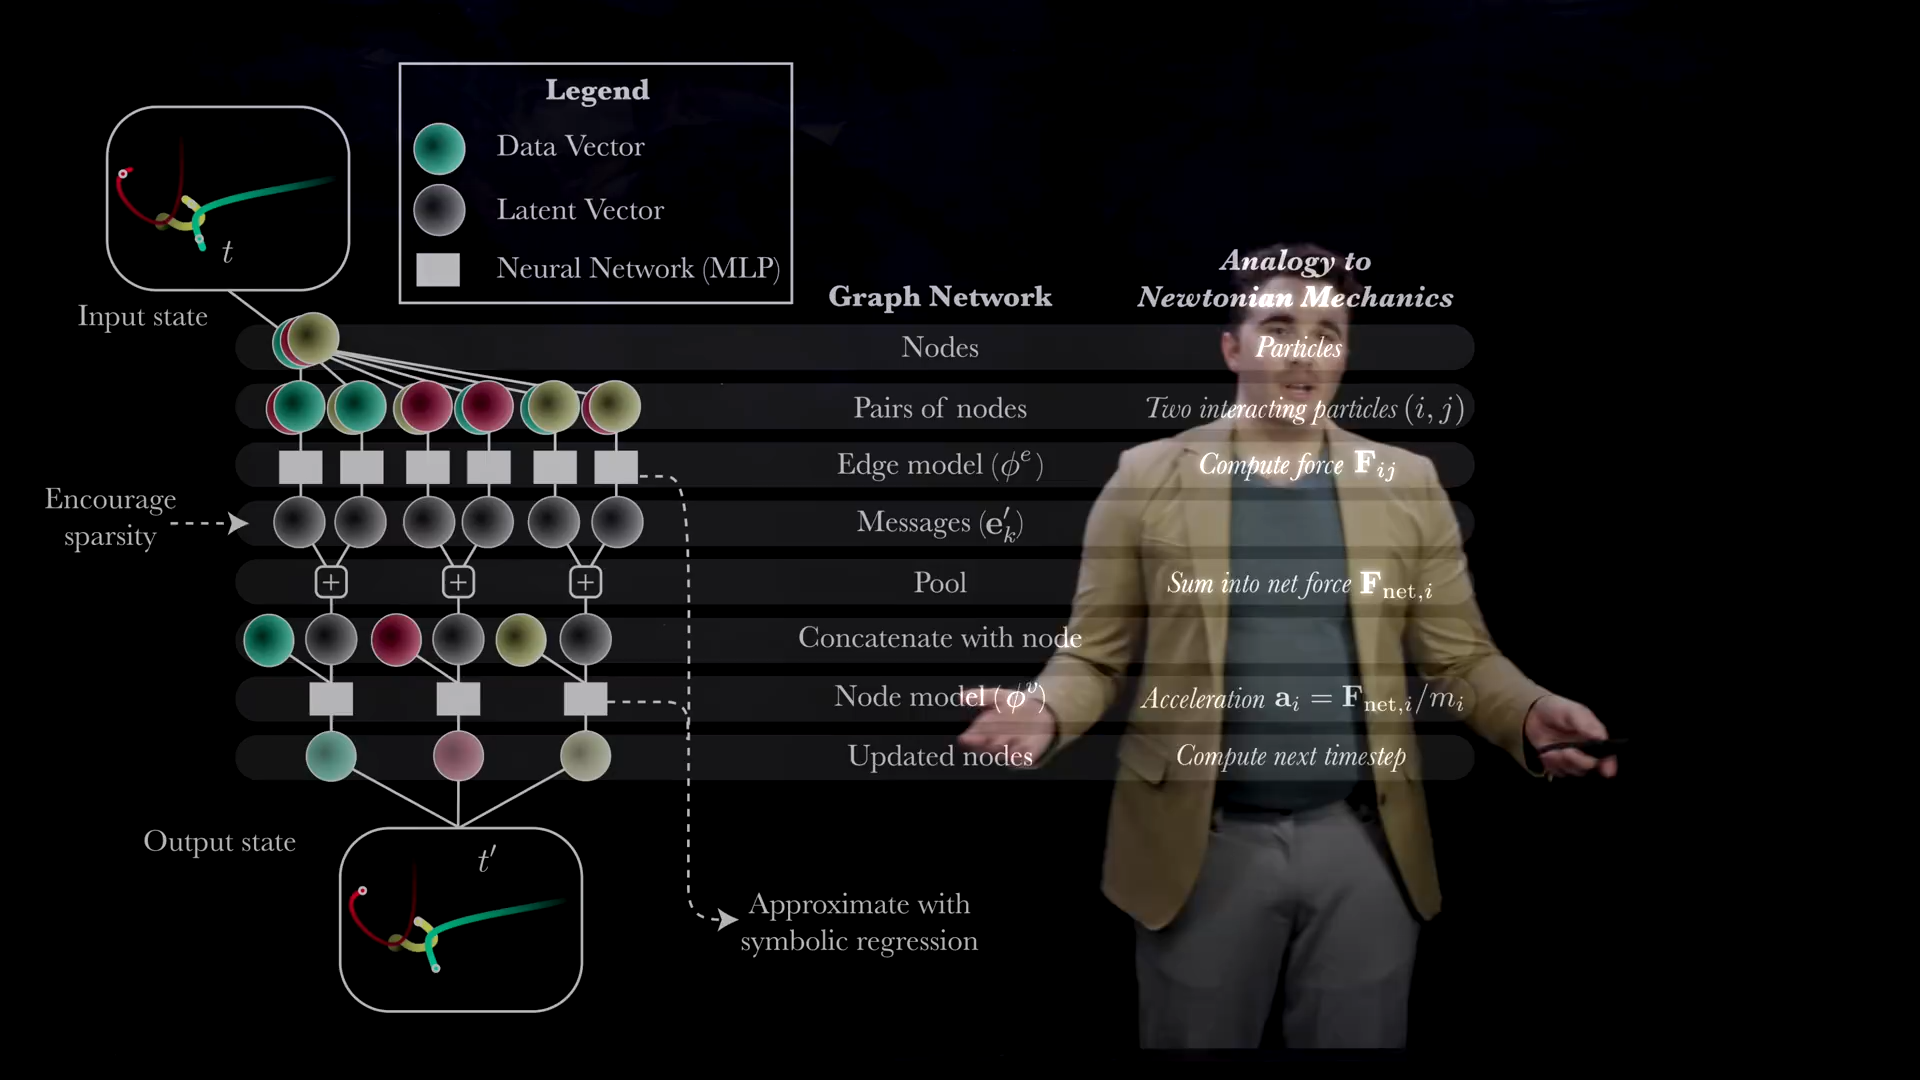 Legend
Data Vector
Latent Vector
Neural Network (MLP)
t
Input state
Graph Network
Analogy to
Newtonian Mechanics
Nodes
Particles
Pairs of nodes
Two interacting particles (i, j)
Edge model (ϕᵉ)
Compute force F_ij
Encourage
sparsity
Messages (e′_k)
+ + +
Pool
Sum into net force F_net,i
Concatenate with node
Node model (ϕᵛ)
Acceleration a_i = F_net,i/m_i
Updated nodes
Compute next timestep
Output state
t′
Approximate with
symbolic regression